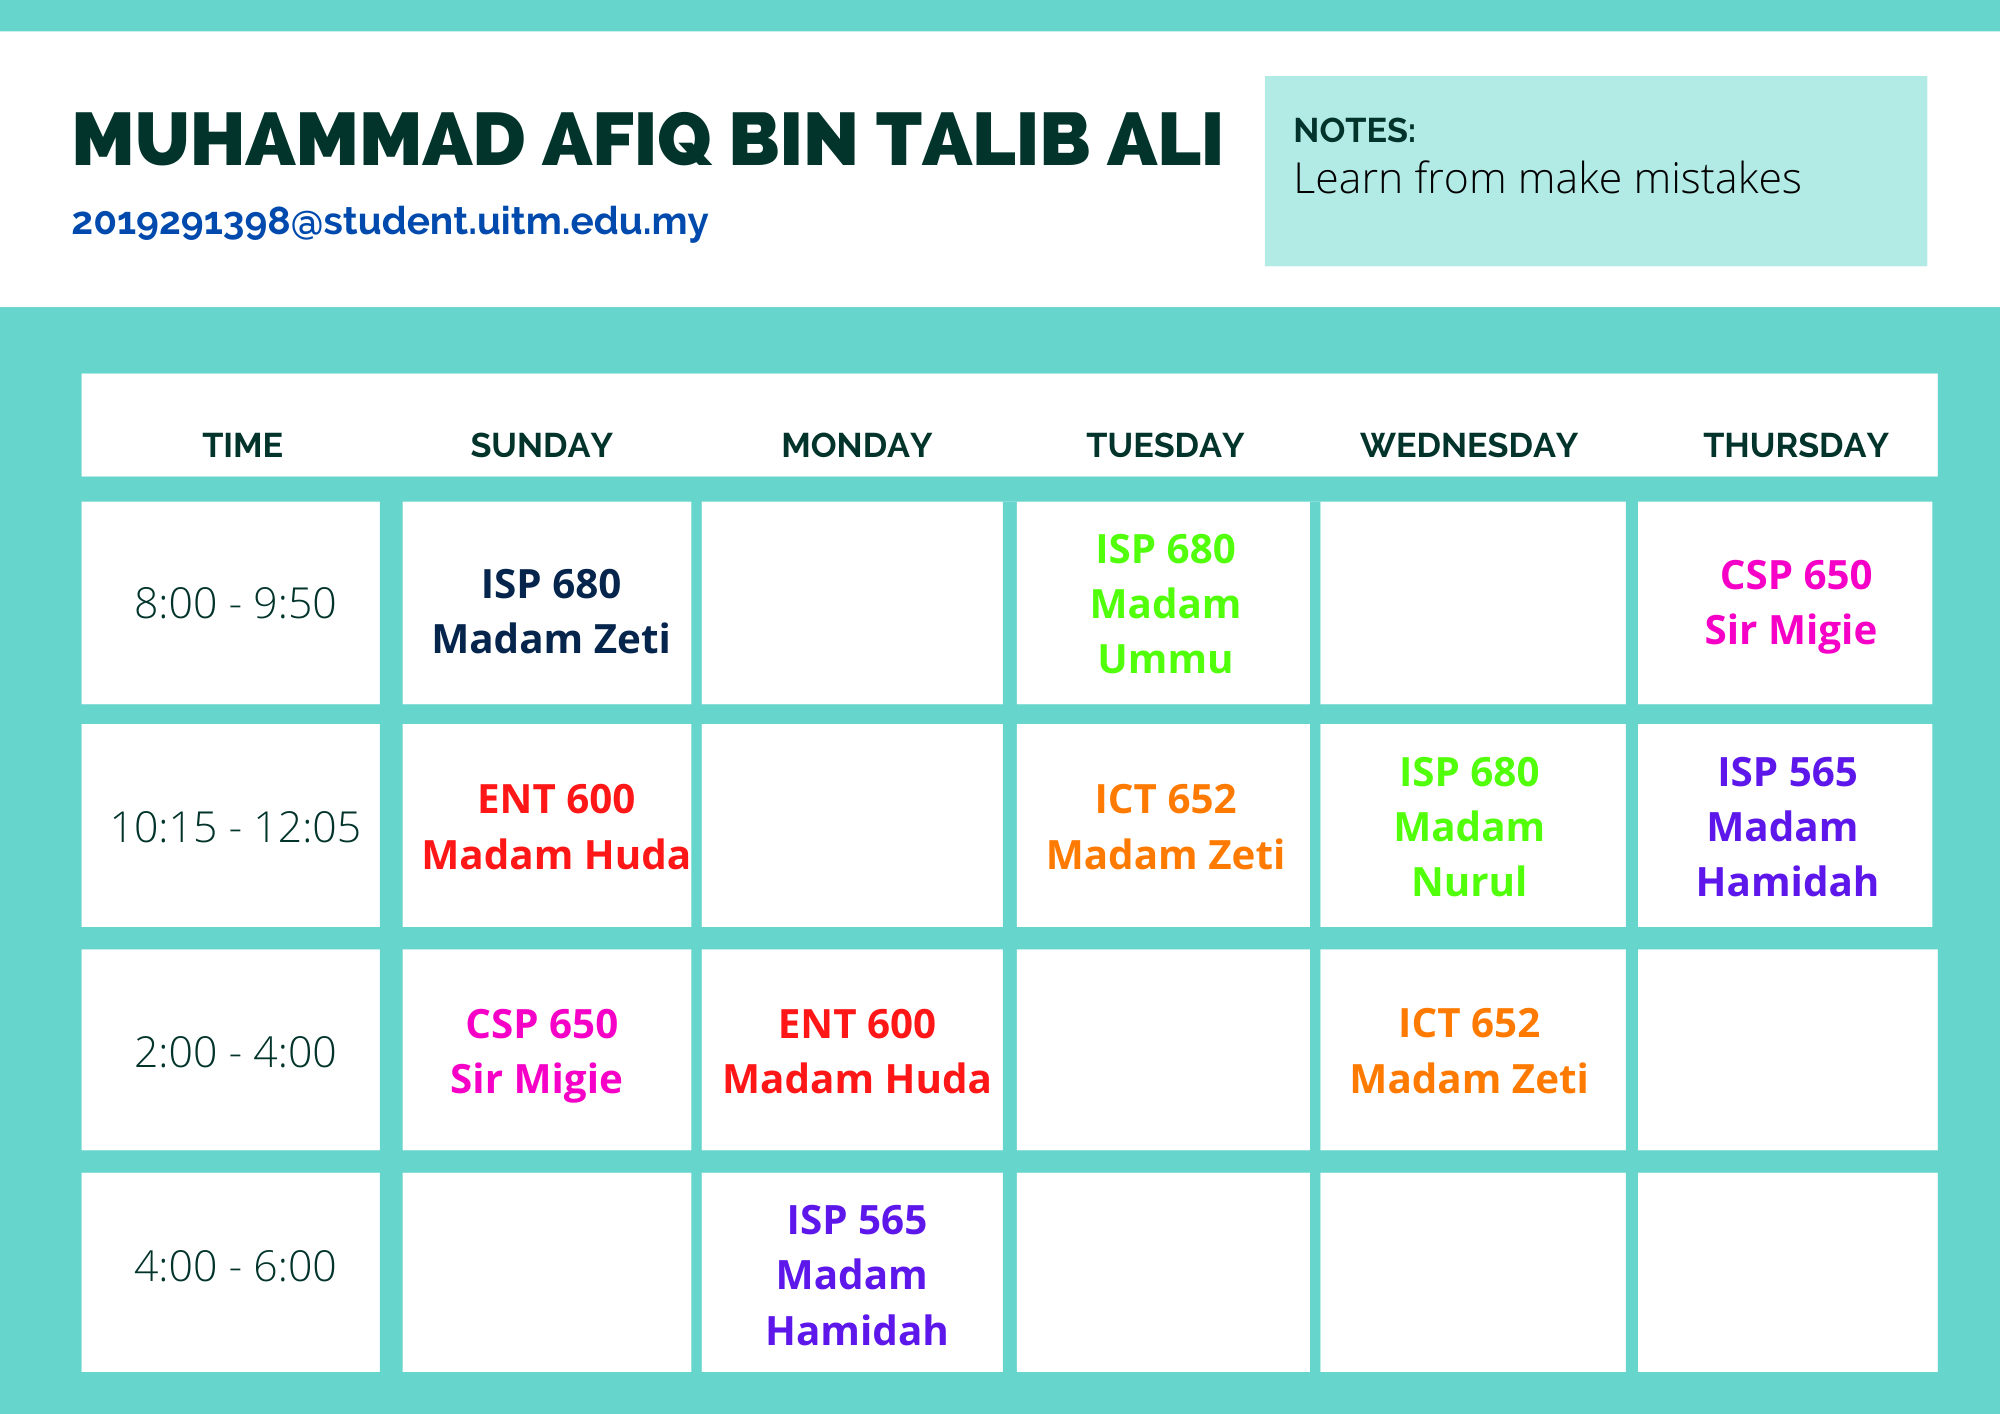 MUHAMMAD AFIQ BIN TALIB ALI
2019291398@student.uitm.edu.my
NOTES:
Learn from make mistakes
TIME SUNDAY MONDAY TUESDAY WEDNESDAY THURSDAY
8:00 - 9:50
ISP 680
Madam Zeti
ISP 680
Madam
Ummu
CSP 650
Sir Migie
10:15 - 12:05
ENT 600
Madam Huda
ICT 652
Madam Zeti
ISP 680
Madam
Nurul
ISP 565
Madam
Hamidah
2:00 - 4:00
CSP 650
Sir Migie
ENT 600
Madam Huda
ICT 652
Madam Zeti
4:00 - 6:00
ISP 565
Madam
Hamidah